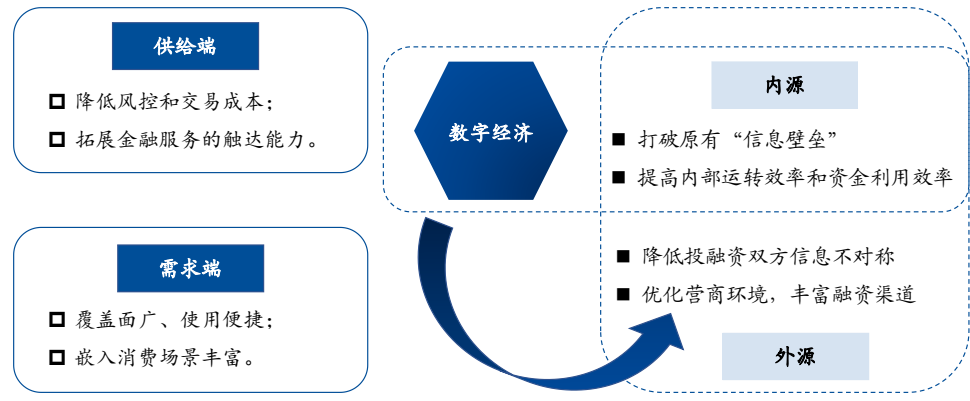 供给端
降低风控和交易成本；
拓展金融服务的触达能力。
需求端
覆盖面广、使用便捷；
嵌入消费场景丰富。
数字经济
内源
打破原有“信息壁垒”
提高内部运转效率和资金利用效率
降低投融资双方信息不对称
优化营商环境，丰富融资渠道
外源